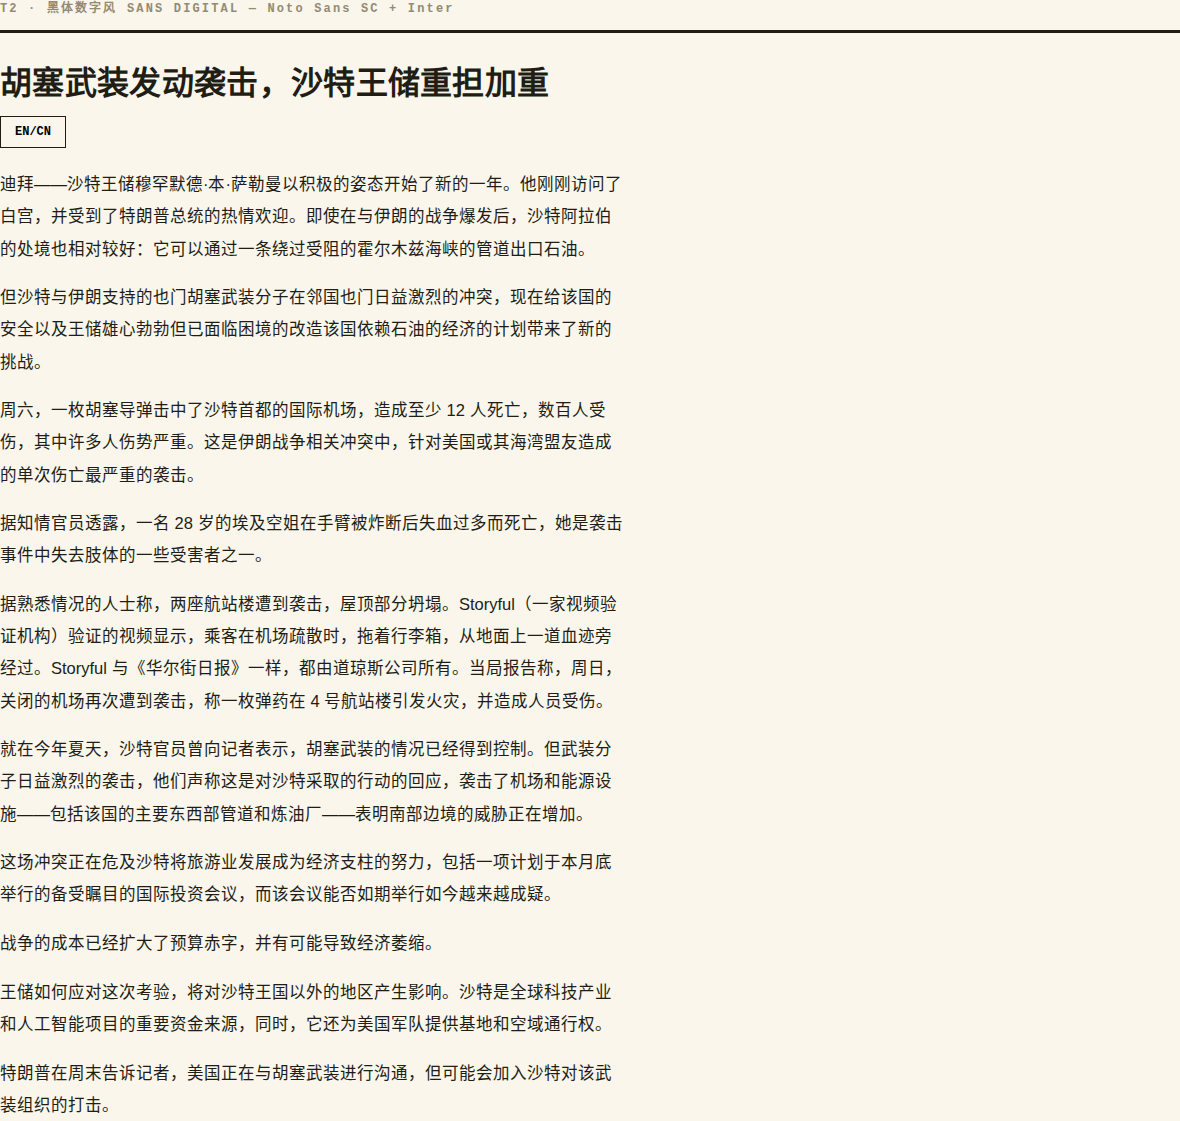 T2 · 黑体数字风 SANS DIGITAL — Noto Sans SC + Inter
胡塞武装发动袭击，沙特王储重担加重
EN/CN
迪拜——沙特王储穆罕默德·本·萨勒曼以积极的姿态开始了新的一年。他刚刚访问了
白宫，并受到了特朗普总统的热情欢迎。即使在与伊朗的战争爆发后，沙特阿拉伯
的处境也相对较好：它可以通过一条绕过受阻的霍尔木兹海峡的管道出口石油。
但沙特与伊朗支持的也门胡塞武装分子在邻国也门日益激烈的冲突，现在给该国的
安全以及王储雄心勃勃但已面临困境的改造该国依赖石油的经济的计划带来了新的
挑战。
周六，一枚胡塞导弹击中了沙特首都的国际机场，造成至少 12 人死亡，数百人受
伤，其中许多人伤势严重。这是伊朗战争相关冲突中，针对美国或其海湾盟友造成
的单次伤亡最严重的袭击。
据知情官员透露，一名 28 岁的埃及空姐在手臂被炸断后失血过多而死亡，她是袭击
事件中失去肢体的一些受害者之一。
据熟悉情况的人士称，两座航站楼遭到袭击，屋顶部分坍塌。Storyful（一家视频验
证机构）验证的视频显示，乘客在机场疏散时，拖着行李箱，从地面上一道血迹旁
经过。Storyful 与《华尔街日报》一样，都由道琼斯公司所有。当局报告称，周日，
关闭的机场再次遭到袭击，称一枚弹药在 4 号航站楼引发火灾，并造成人员受伤。
就在今年夏天，沙特官员曾向记者表示，胡塞武装的情况已经得到控制。但武装分
子日益激烈的袭击，他们声称这是对沙特采取的行动的回应，袭击了机场和能源设
施——包括该国的主要东西部管道和炼油厂——表明南部边境的威胁正在增加。
这场冲突正在危及沙特将旅游业发展成为经济支柱的努力，包括一项计划于本月底
举行的备受瞩目的国际投资会议，而该会议能否如期举行如今越来越成疑。
战争的成本已经扩大了预算赤字，并有可能导致经济萎缩。
王储如何应对这次考验，将对沙特王国以外的地区产生影响。沙特是全球科技产业
和人工智能项目的重要资金来源，同时，它还为美国军队提供基地和空域通行权。
特朗普在周末告诉记者，美国正在与胡塞武装进行沟通，但可能会加入沙特对该武
装组织的打击。